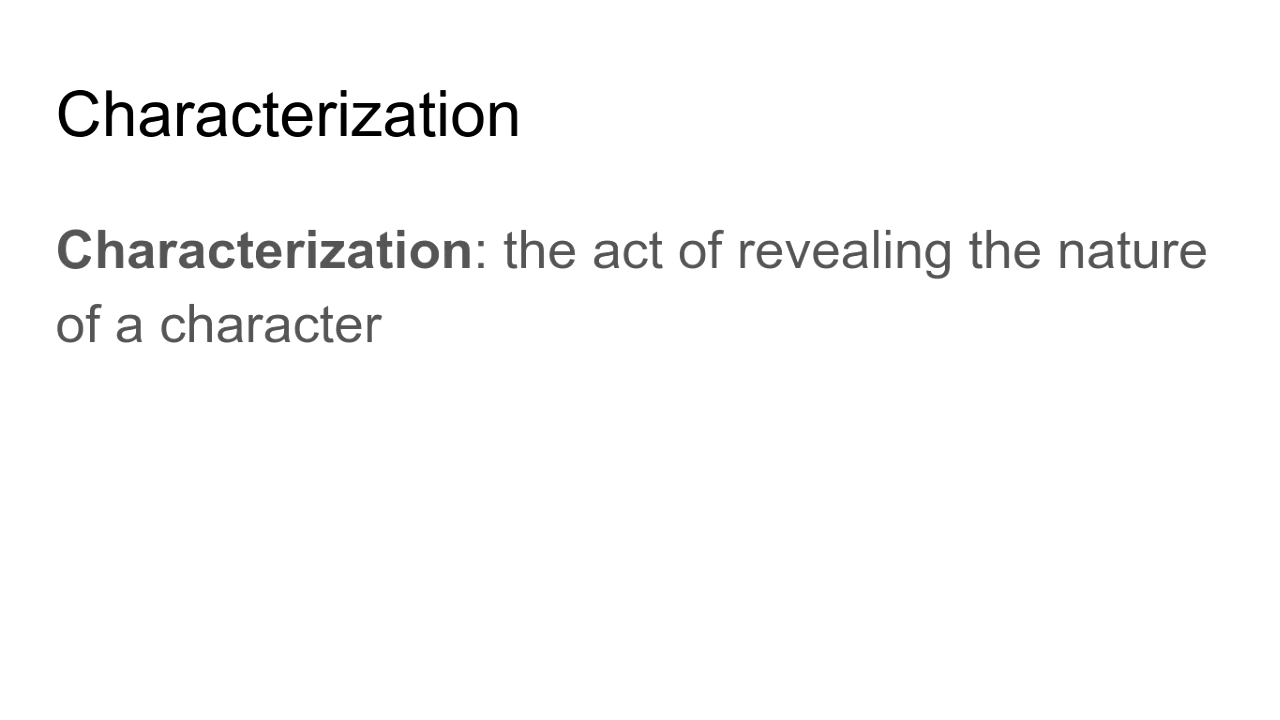 Characterization
Characterization: the act of revealing the nature
of a character